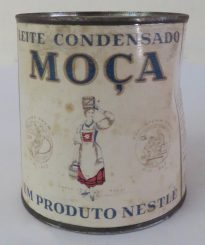 LEITE CONDENSADO
MOÇA
UM PRODUTO NESTLÉ